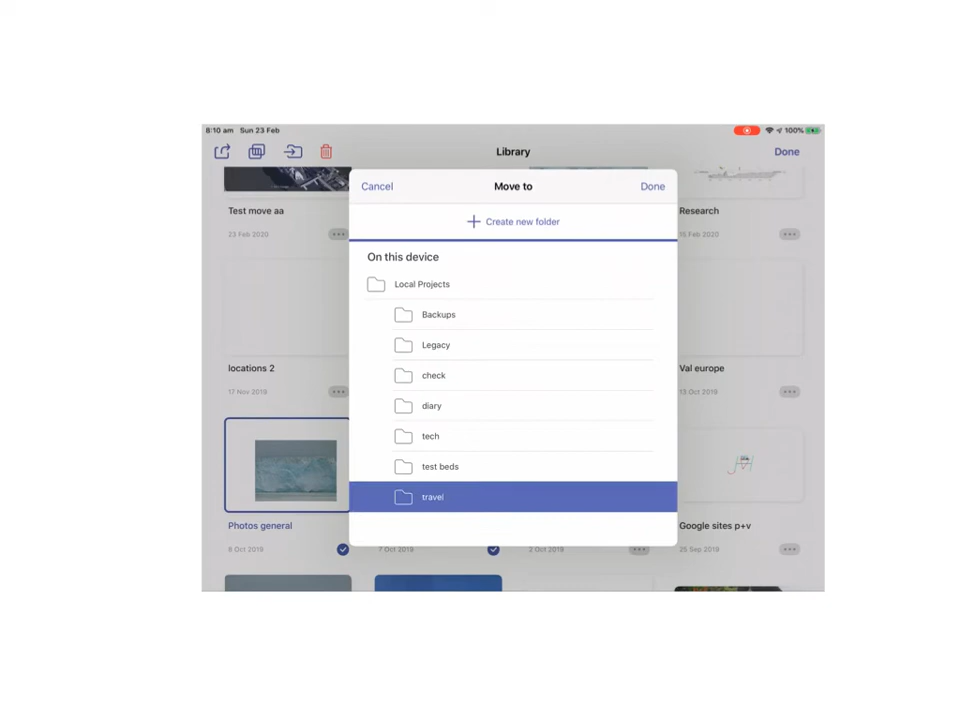 8:10 am Sun 23 Feb 100%
Library Done
Cancel Move to Done
Create new folder
On this device
Local Projects
Backups
Legacy
check
diary
tech
test beds
travel
Test move aa
23 Feb 2020
Research
15 Feb 2020
locations 2
17 Nov 2019
Val europe
13 Oct 2019
Photos general
8 Oct 2019
7 Oct 2019
2 Oct 2019
Google sites p+v
25 Sep 2019